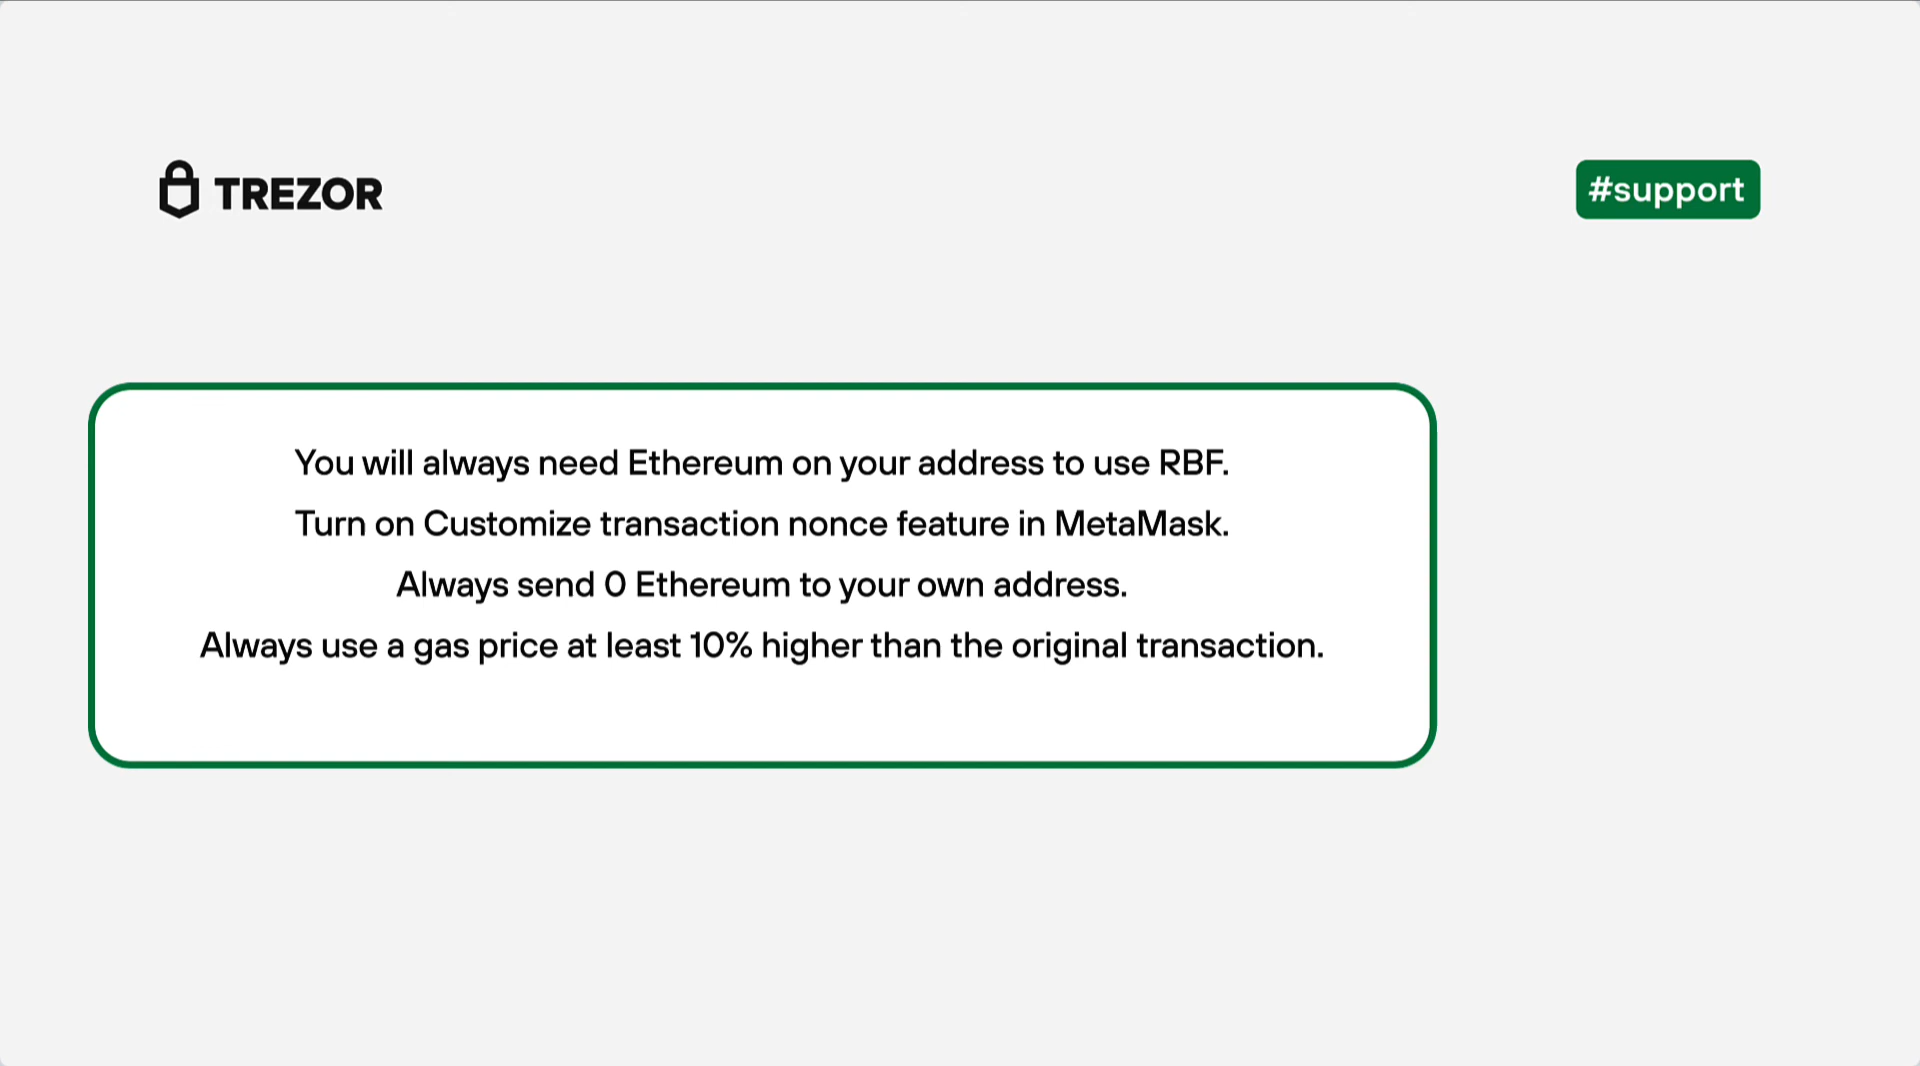 TREZOR
#support
You will always need Ethereum on your address to use RBF.
Turn on Customize transaction nonce feature in MetaMask.
Always send 0 Ethereum to your own address.
Always use a gas price at least 10% higher than the original transaction.